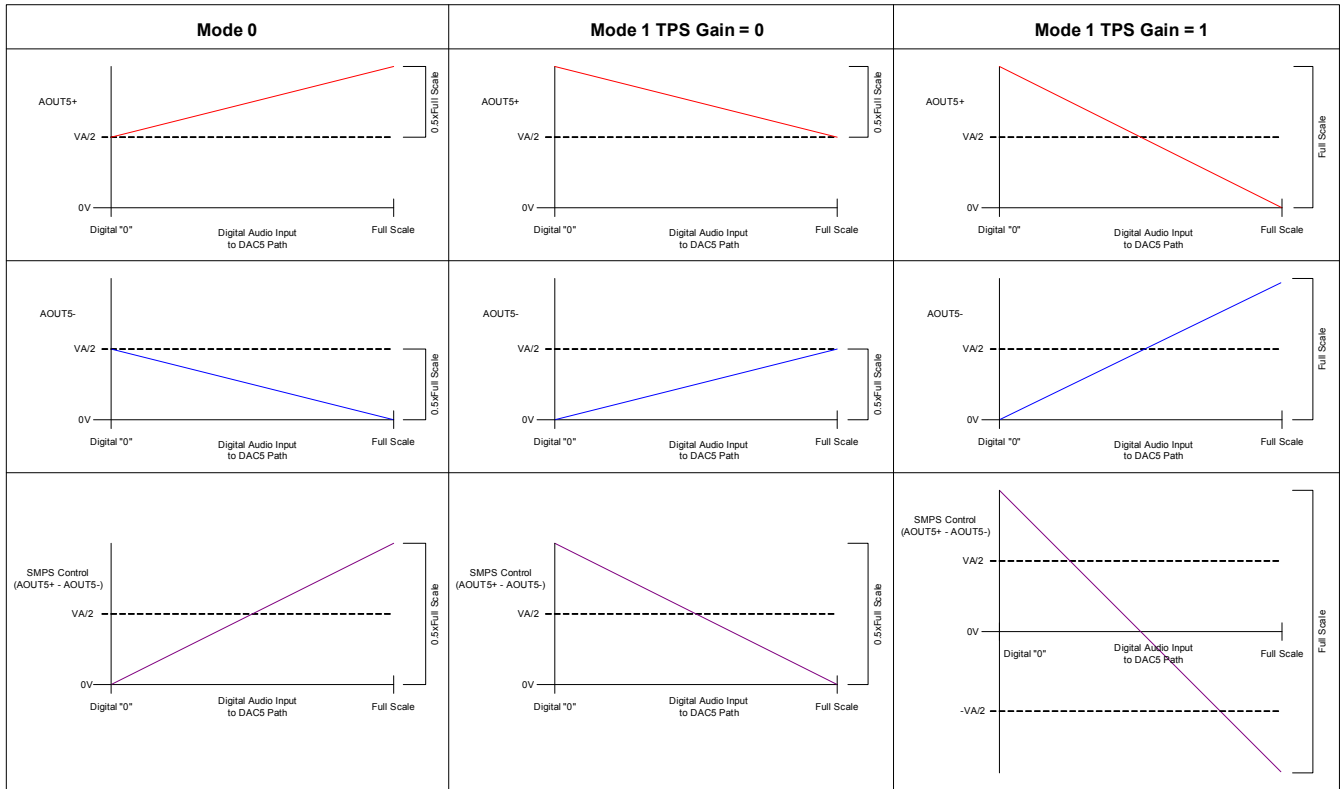 Mode 0
Mode 1 TPS Gain = 0
Mode 1 TPS Gain = 1
AOUT5+
VA/2
0V
Digital "0"
Digital Audio Input
to DAC5 Path
Full Scale
0.5xFull Scale
AOUT5+
VA/2
0V
Digital "0"
Digital Audio Input
to DAC5 Path
Full Scale
0.5xFull Scale
AOUT5+
VA/2
0V
Digital "0"
Digital Audio Input
to DAC5 Path
Full Scale
Full Scale
AOUT5-
VA/2
0V
Digital "0"
Digital Audio Input
to DAC5 Path
Full Scale
0.5xFull Scale
AOUT5-
VA/2
0V
Digital "0"
Digital Audio Input
to DAC5 Path
Full Scale
0.5xFull Scale
AOUT5-
VA/2
0V
Digital "0"
Digital Audio Input
to DAC5 Path
Full Scale
Full Scale
SMPS Control
(AOUT5+ - AOUT5-)
VA/2
0V
Digital "0"
Digital Audio Input
to DAC5 Path
Full Scale
0.5xFull Scale
SMPS Control
(AOUT5+ - AOUT5-)
VA/2
0V
Digital "0"
Digital Audio Input
to DAC5 Path
Full Scale
0.5xFull Scale
SMPS Control
(AOUT5+ - AOUT5-)
VA/2
0V
Digital "0"
Digital Audio Input
to DAC5 Path
Full Scale
-VA/2
Full Scale